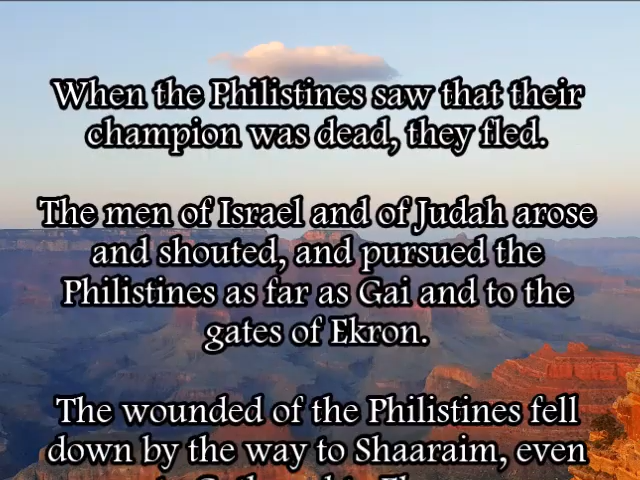 When the Philistines saw that their
champion was dead, they fled.
The men of Israel and of Judah arose
and shouted, and pursued the
Philistines as far as Gai and to the
gates of Ekron.
The wounded of the Philistines fell
down by the way to Shaaraim, even